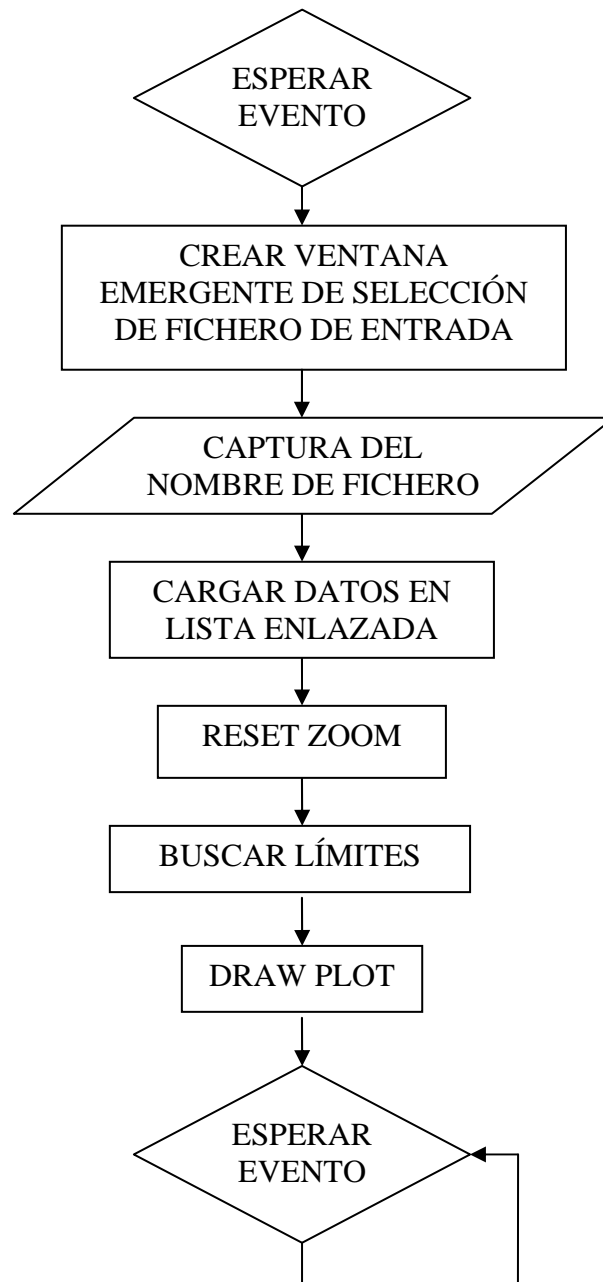 ESPERAR
EVENTO
CREAR VENTANA
EMERGENTE DE SELECCIÓN
DE FICHERO DE ENTRADA
CAPTURA DEL
NOMBRE DE FICHERO
CARGAR DATOS EN
LISTA ENLAZADA
RESET ZOOM
BUSCAR LÍMITES
DRAW PLOT
ESPERAR
EVENTO